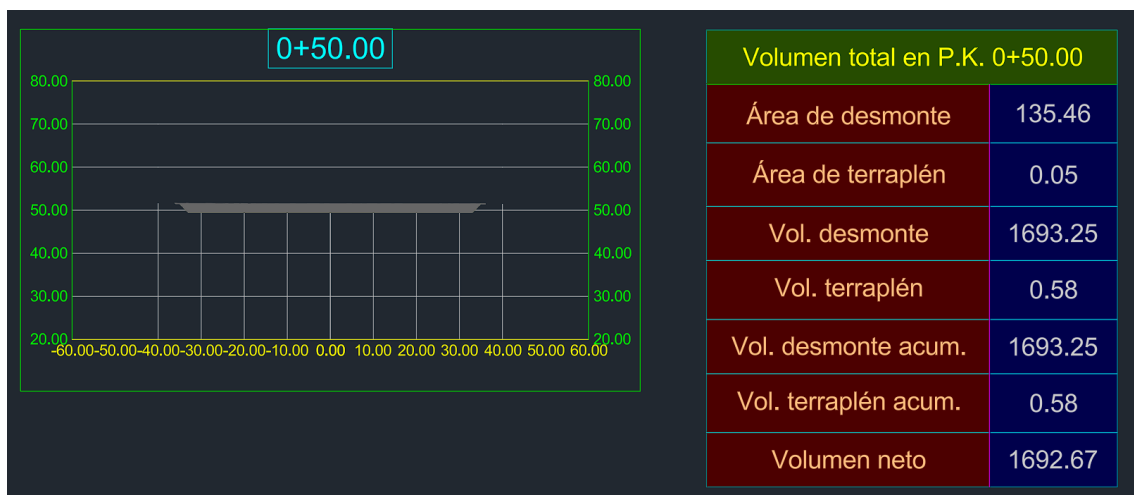 0+50.00
80.00 80.00
70.00 70.00
60.00 60.00
50.00 50.00
40.00 40.00
30.00 30.00
20.00 20.00
-60.00 -50.00 -40.00 -30.00 -20.00 -10.00 0.00 10.00 20.00 30.00 40.00 50.00 60.00
Volumen total en P.K. 0+50.00
Área de desmonte 135.46
Área de terraplén 0.05
Vol. desmonte 1693.25
Vol. terraplén 0.58
Vol. desmonte acum. 1693.25
Vol. terraplén acum. 0.58
Volumen neto 1692.67